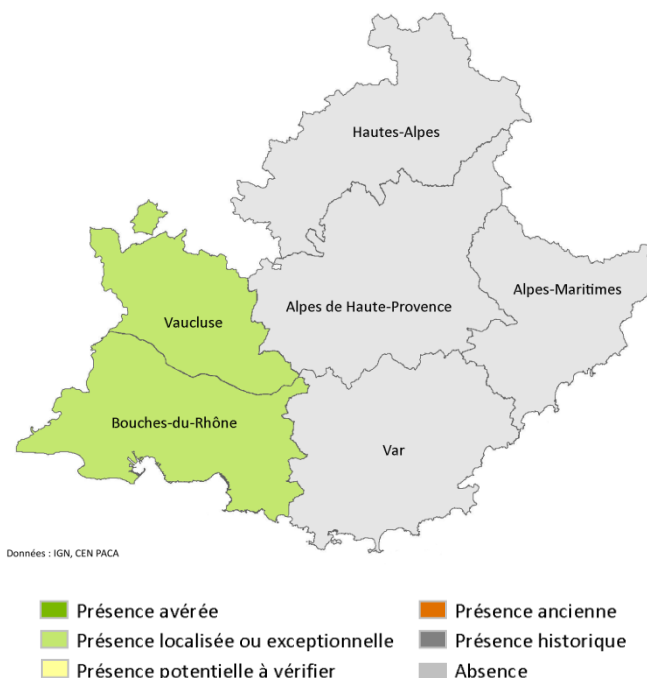 Hautes-Alpes
Alpes-Maritimes
Alpes de Haute-Provence
Vaucluse
Bouches-du-Rhône
Var
Données : IGN, CEN PACA
Présence avérée
Présence ancienne
Présence localisée ou exceptionnelle
Présence historique
Présence potentielle à vérifier
Absence